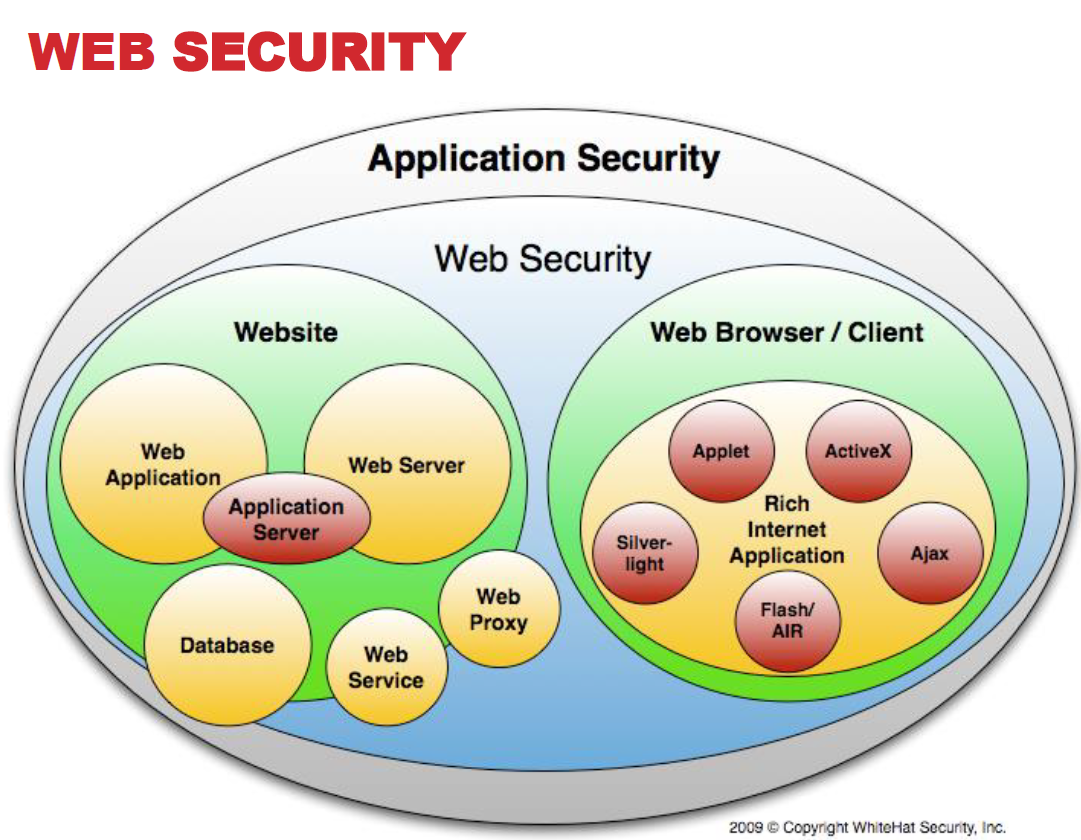 WEB SECURITY
Application Security
Web Security
Website
Web
Application
Web Server
Application
Server
Database
Web
Service
Web
Proxy
Web Browser / Client
Applet
ActiveX
Rich
Internet
Application
Silver-
light
Ajax
Flash/
AIR
2009 © Copyright WhiteHat Security, Inc.